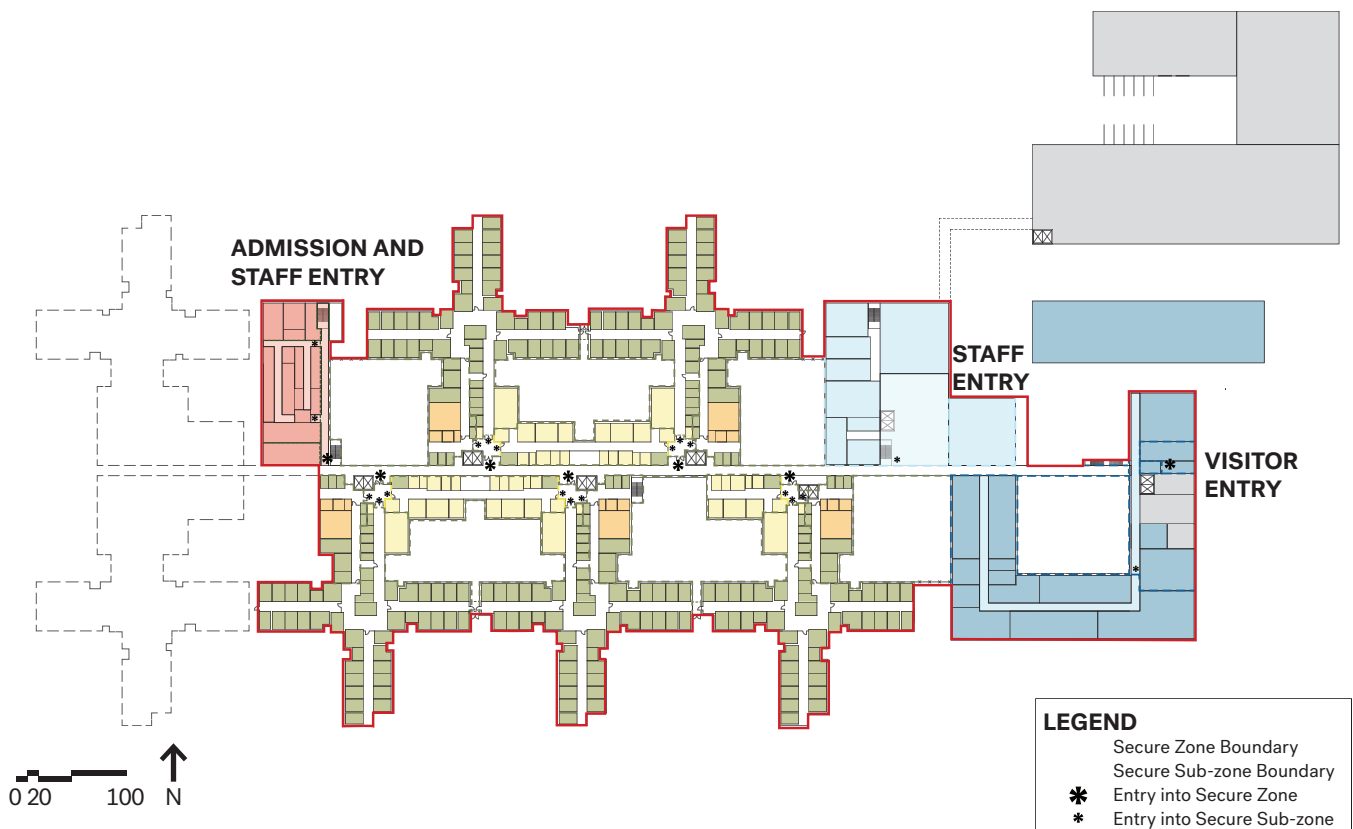 ADMISSION AND
STAFF ENTRY
STAFF
ENTRY
VISITOR
ENTRY
LEGEND
Secure Zone Boundary
Secure Sub-zone Boundary
Entry into Secure Zone
Entry into Secure Sub-zone
0 20 100 N